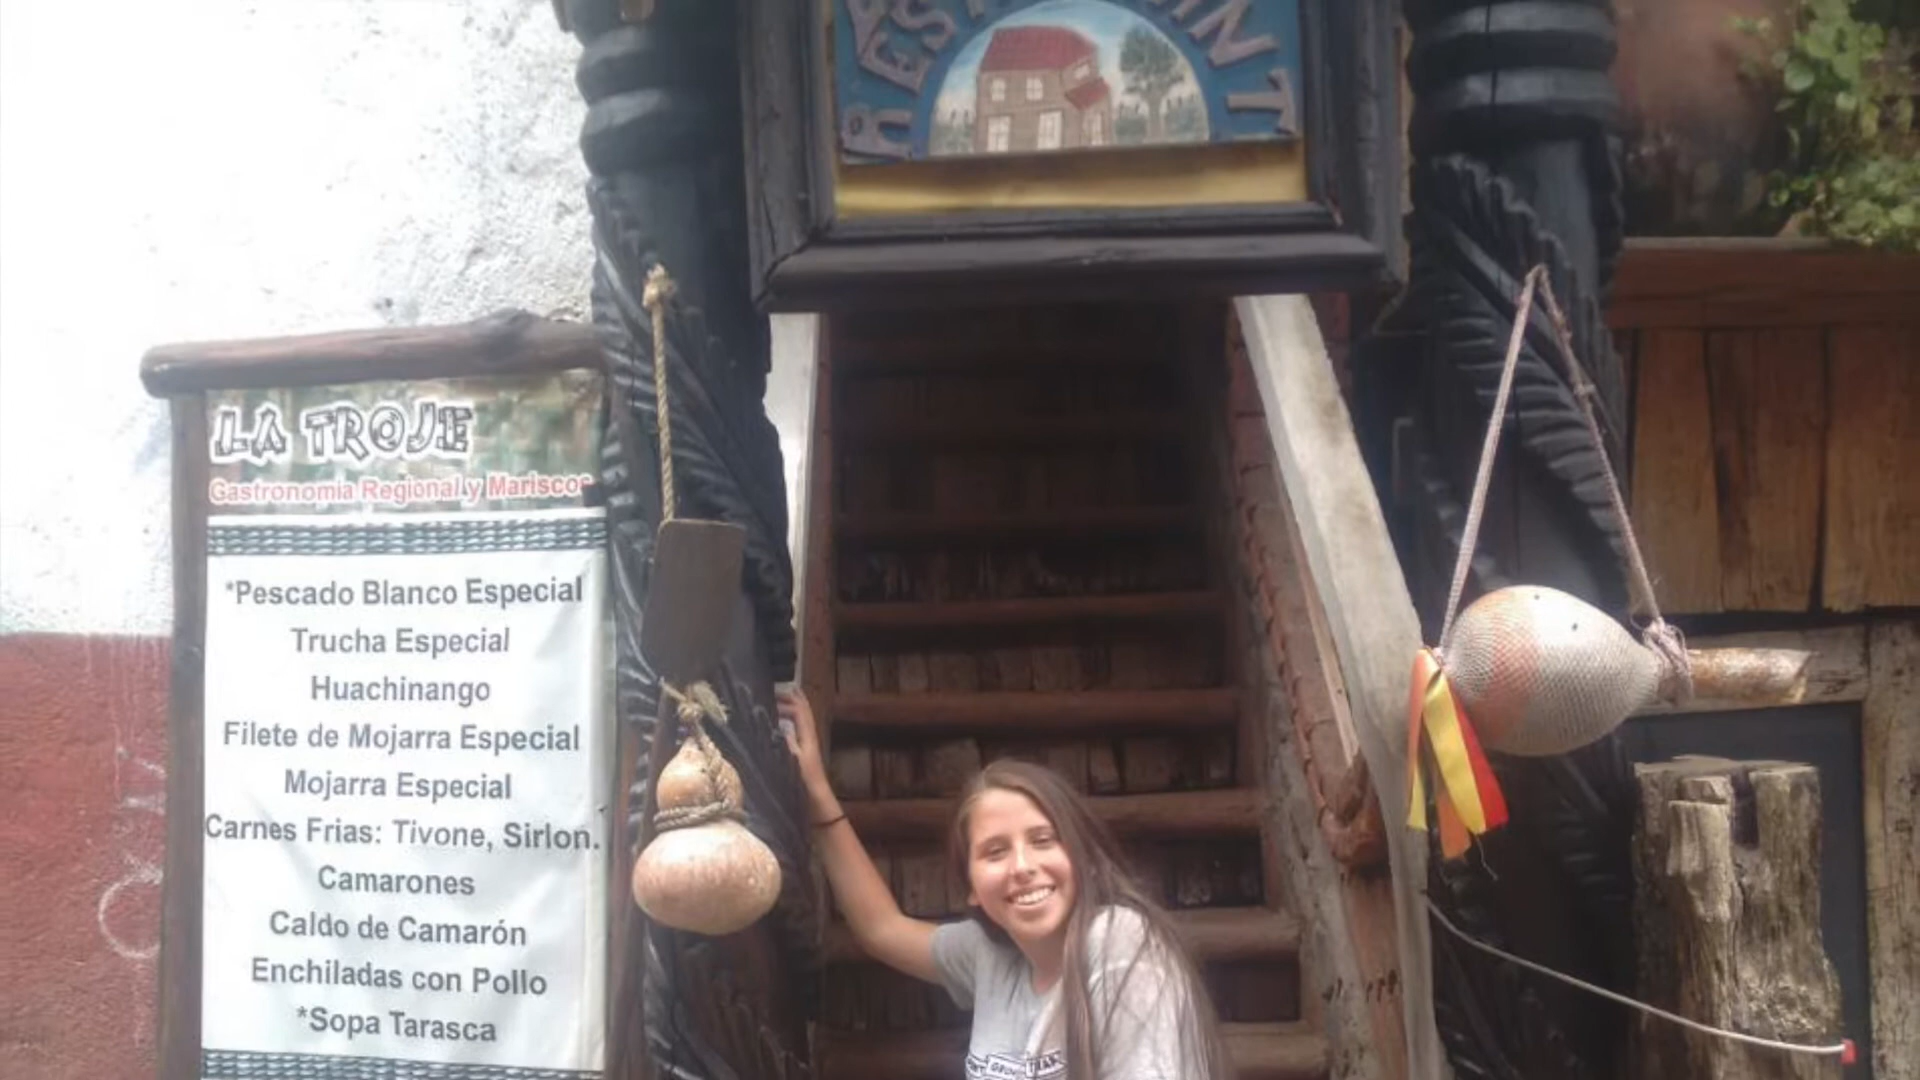 LA TROJE
Gastronomia Regional y Mariscos
*Pescado Blanco Especial
Trucha Especial
Huachinango
Filete de Mojarra Especial
Mojarra Especial
Carnes Frias: Tivone, Sirlon.
Camarones
Caldo de Camarón
Enchiladas con Pollo
*Sopa Tarasca